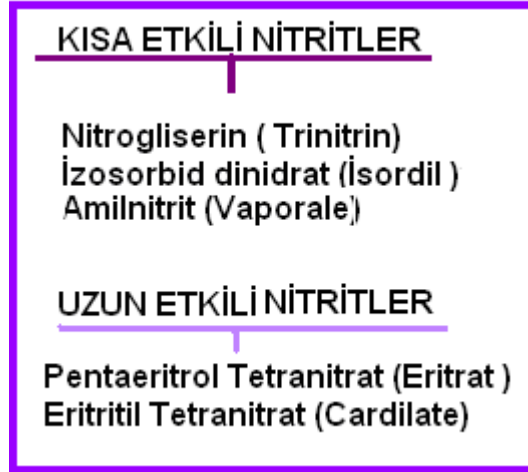 KISA ETKİLİ NİTRİTLER
Nitrogliserin ( Trinitrin)
İzosorbid dinidrat (İsordil )
Amilnitrit (Vaporale)
UZUN ETKİLİ NİTRİTLER
Pentaeritrol Tetranitrat (Eritrat )
Eritritil Tetranitrat (Cardilate)